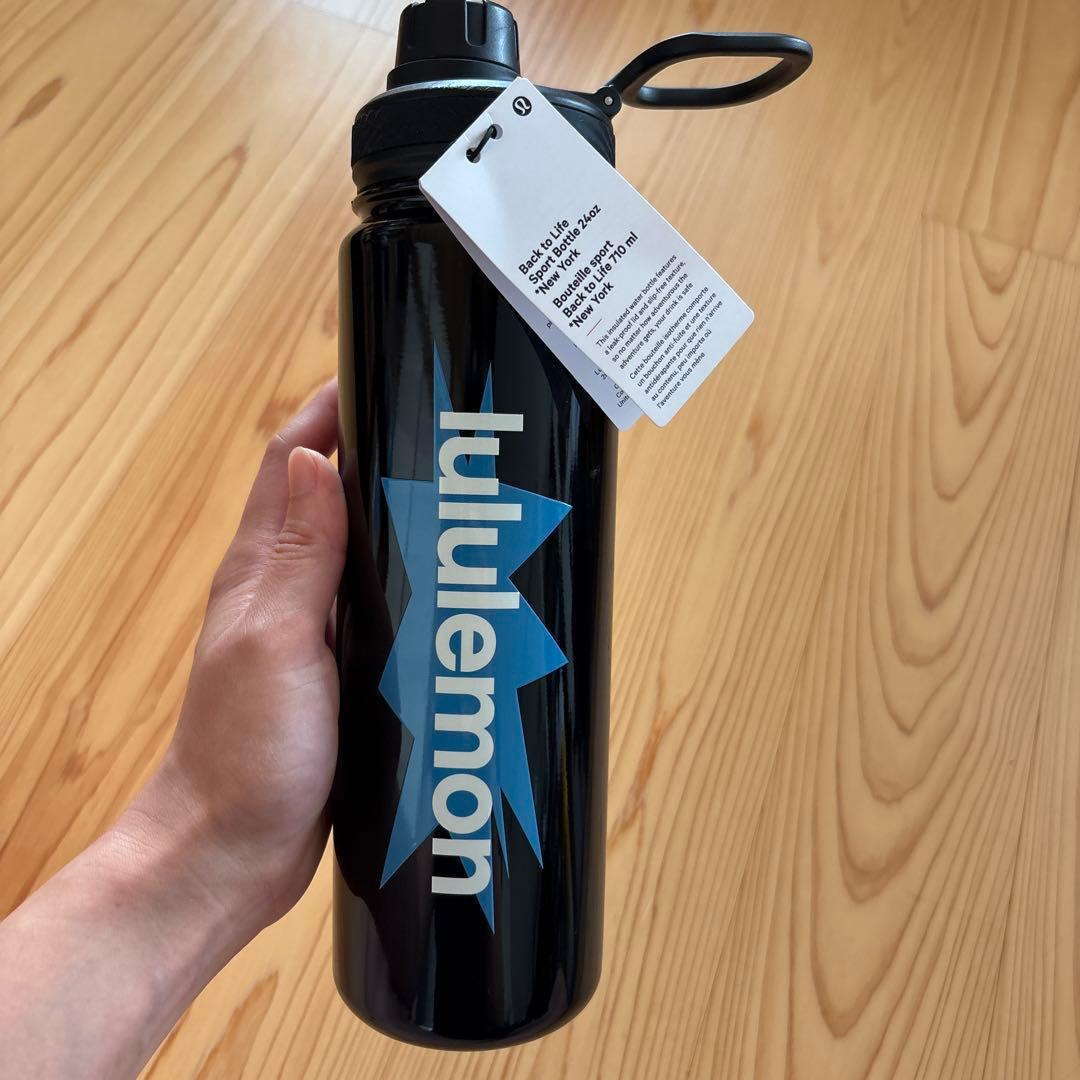 Back to Life
Sport Bottle 24oz
*New York
Bouteille sport
Back to Life 710 ml
*New York
This insulated water bottle features
a leak-proof lid and slip-free texture,
so no matter how adventurous the
adventure gets, your drink is safe
Cette bouteille isotherme comporte
un bouchon anti-fuite et une texture
antidérapante pour que rien n'arrive
au contenu, peu importe où
l'aventure vous mène
lululemon